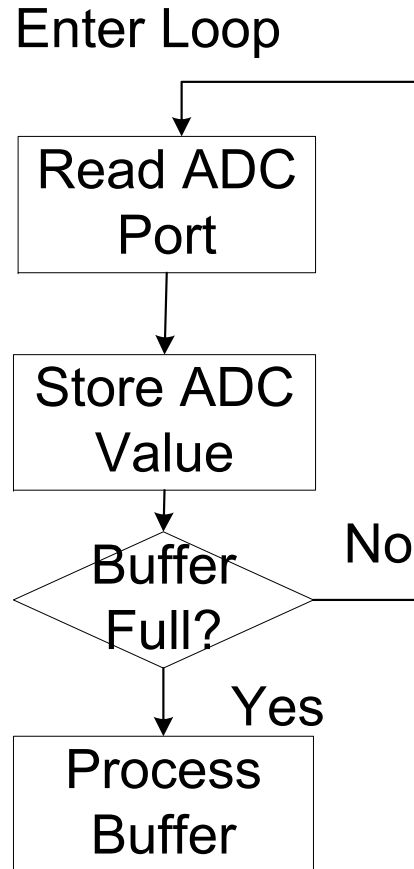 Enter Loop
Read ADC
Port
Store ADC
Value
Buffer
Full?
No
Yes
Process
Buffer